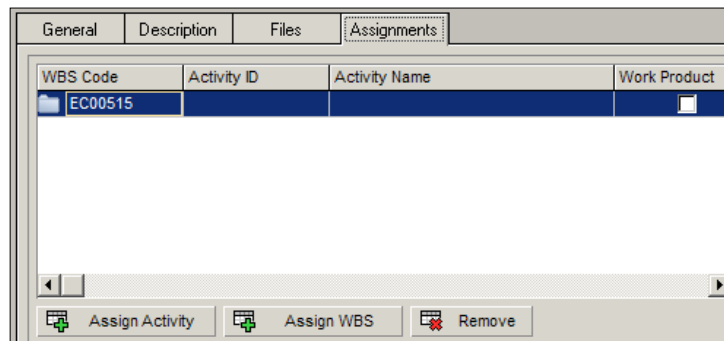 General Description Files Assignments
WBS Code Activity ID Activity Name Work Product
EC00515
Assign Activity Assign WBS Remove